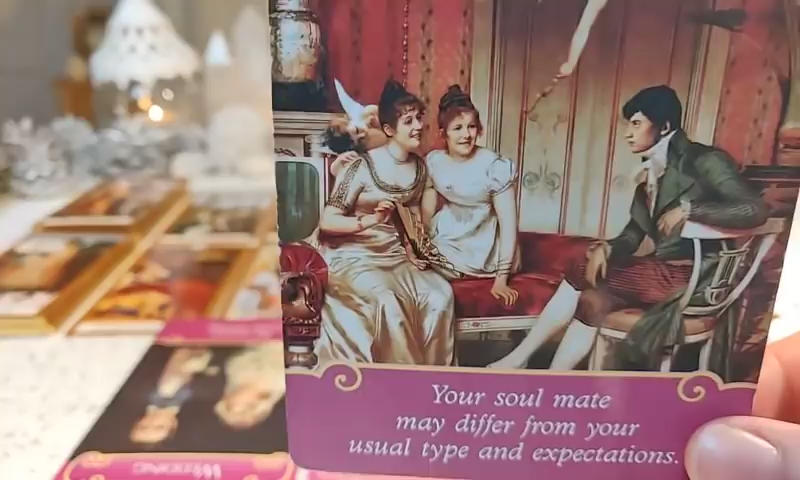 Your soul mate
may differ from your
usual type and expectations.